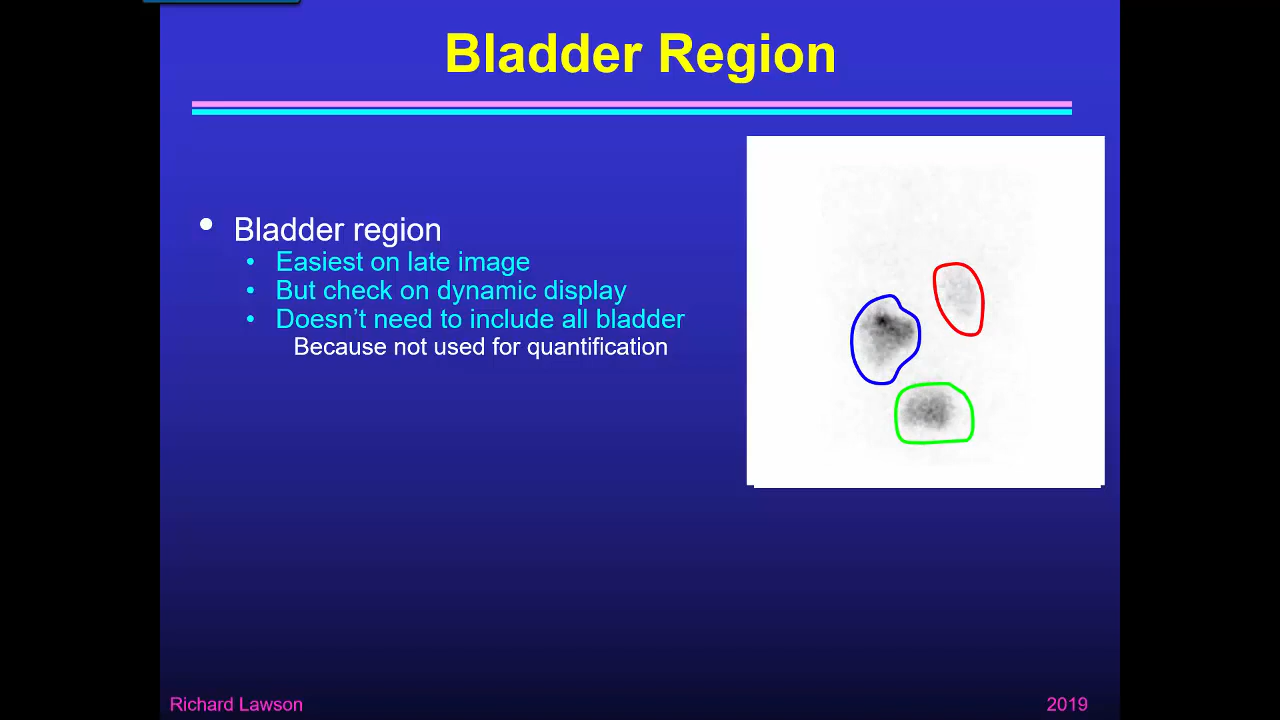 Bladder Region
• Bladder region
• Easiest on late image
• But check on dynamic display
• Doesn’t need to include all bladder
Because not used for quantification
Richard Lawson
2019